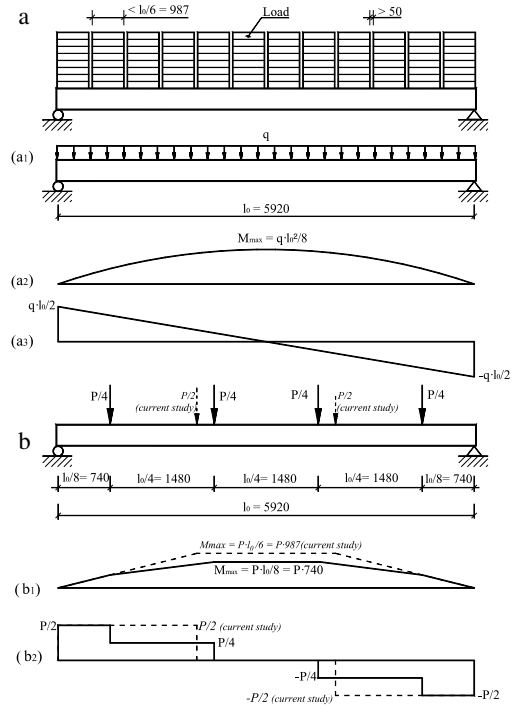 a
< l₀/6 = 987
Load
> 50
(a1)
q
l₀ = 5920
Mmax = q·l₀²/8
(a2)
q·l₀/2
(a3)
-q·l₀/2
P/4
P/2
(current study)
P/4
P/4
P/2
(current study)
P/4
b
l₀/8= 740
l₀/4= 1480
l₀/4= 1480
l₀/4= 1480
l₀/8= 740
l₀ = 5920
Mmax = P·l₀/6 = P·987(current study)
Mmax = P·l₀/8 = P·740
(b1)
P/2
P/2 (current study)
P/4
(b2)
-P/4
-P/2 (current study)
-P/2